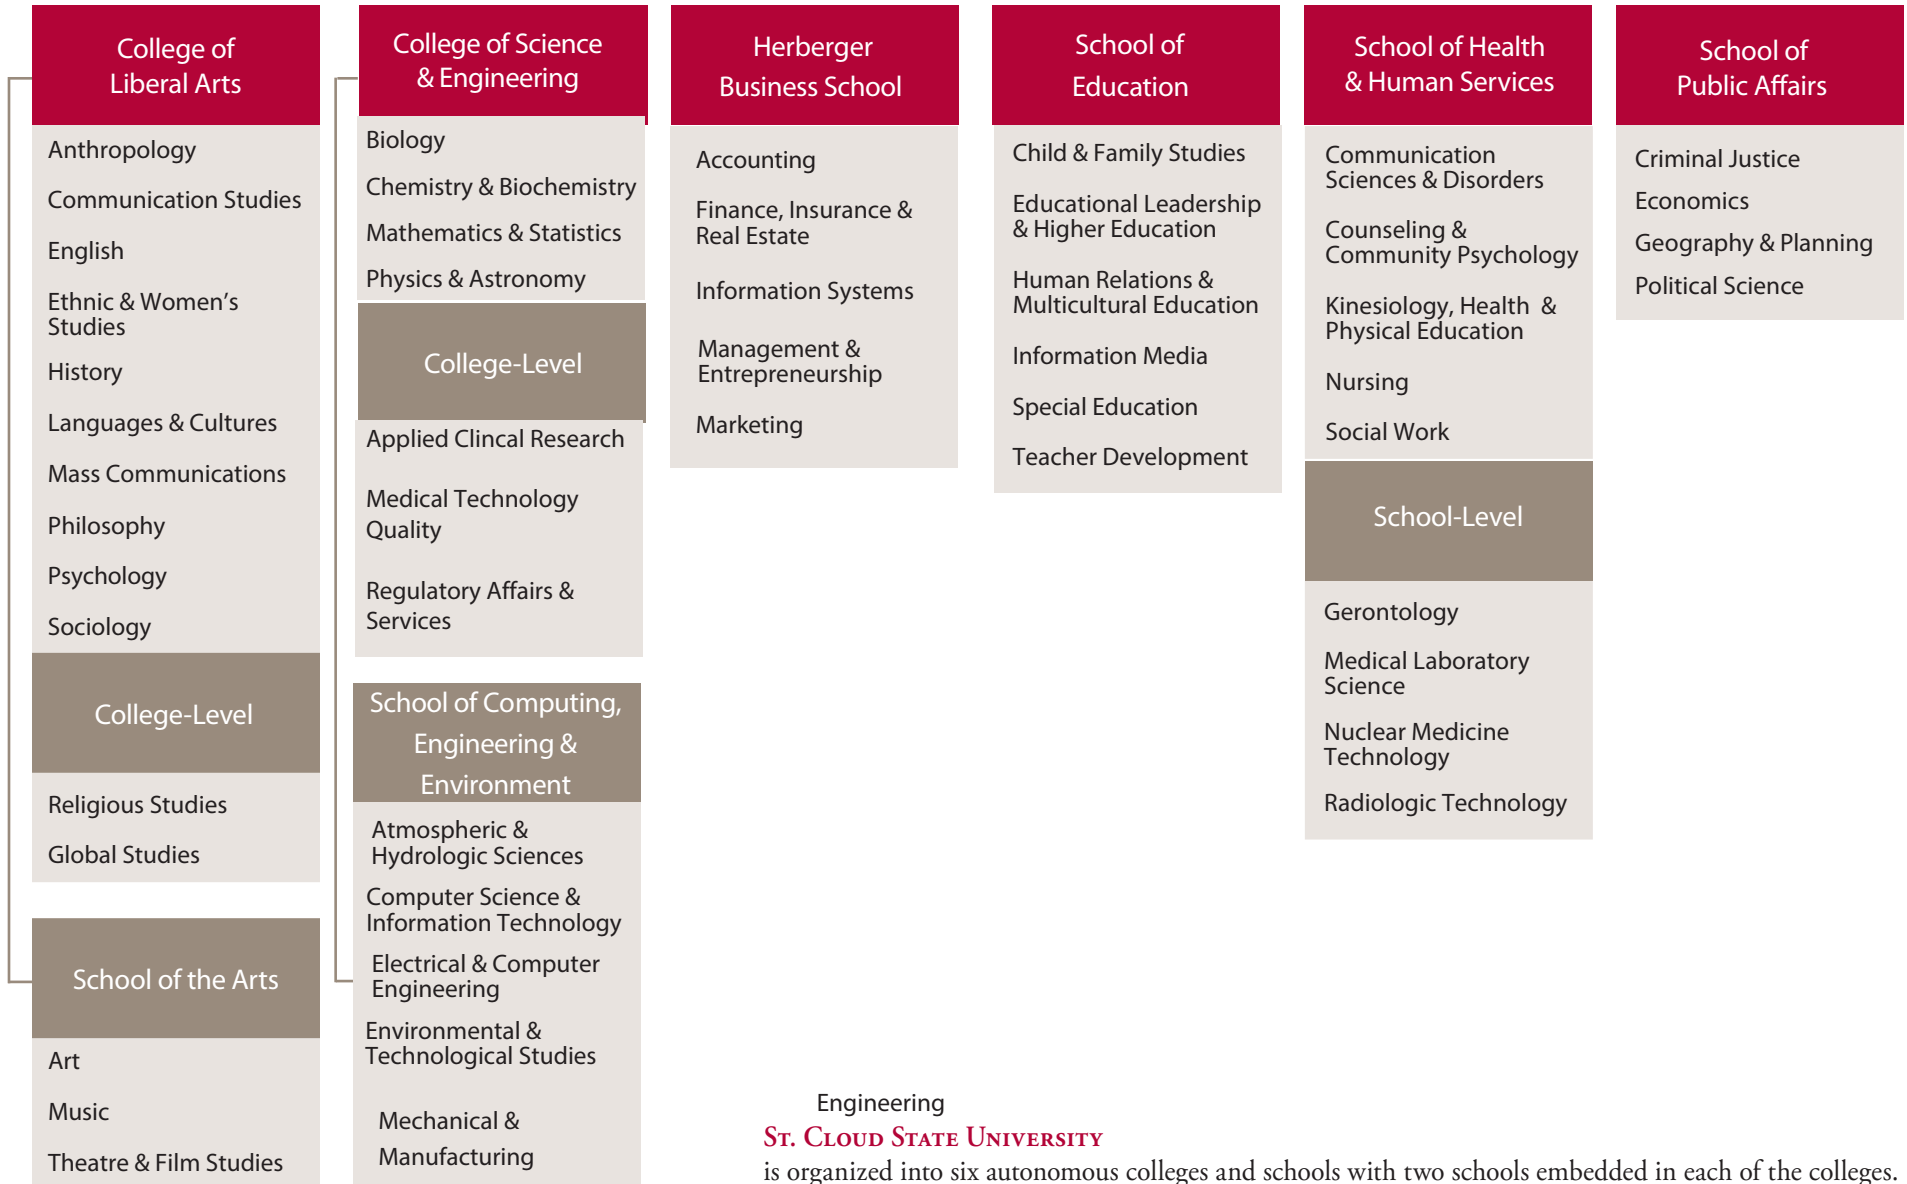 College of
Liberal Arts
Anthropology
Communication Studies
English
Ethnic & Women's
Studies
History
Languages & Cultures
Mass Communications
Philosophy
Psychology
Sociology
College-Level
Religious Studies
Global Studies
School of the Arts
Art
Music
Theatre & Film Studies
College of Science
& Engineering
Biology
Chemistry & Biochemistry
Mathematics & Statistics
Physics & Astronomy
College-Level
Applied Clincal Research
Medical Technology
Quality
Regulatory Affairs &
Services
School of Computing,
Engineering &
Environment
Atmospheric &
Hydrologic Sciences
Computer Science &
Information Technology
Electrical & Computer
Engineering
Environmental &
Technological Studies
Mechanical &
Manufacturing
Herberger
Business School
Accounting
Finance, Insurance &
Real Estate
Information Systems
Management &
Entrepreneurship
Marketing
School of
Education
Child & Family Studies
Educational Leadership
& Higher Education
Human Relations &
Multicultural Education
Information Media
Special Education
Teacher Development
School of Health
& Human Services
Communication
Sciences & Disorders
Counseling &
Community Psychology
Kinesiology, Health &
Physical Education
Nursing
Social Work
School-Level
Gerontology
Medical Laboratory
Science
Nuclear Medicine
Technology
Radiologic Technology
School of
Public Affairs
Criminal Justice
Economics
Geography & Planning
Political Science
Engineering
St. Cloud State University
is organized into six autonomous colleges and schools with two schools embedded in each of the colleges.